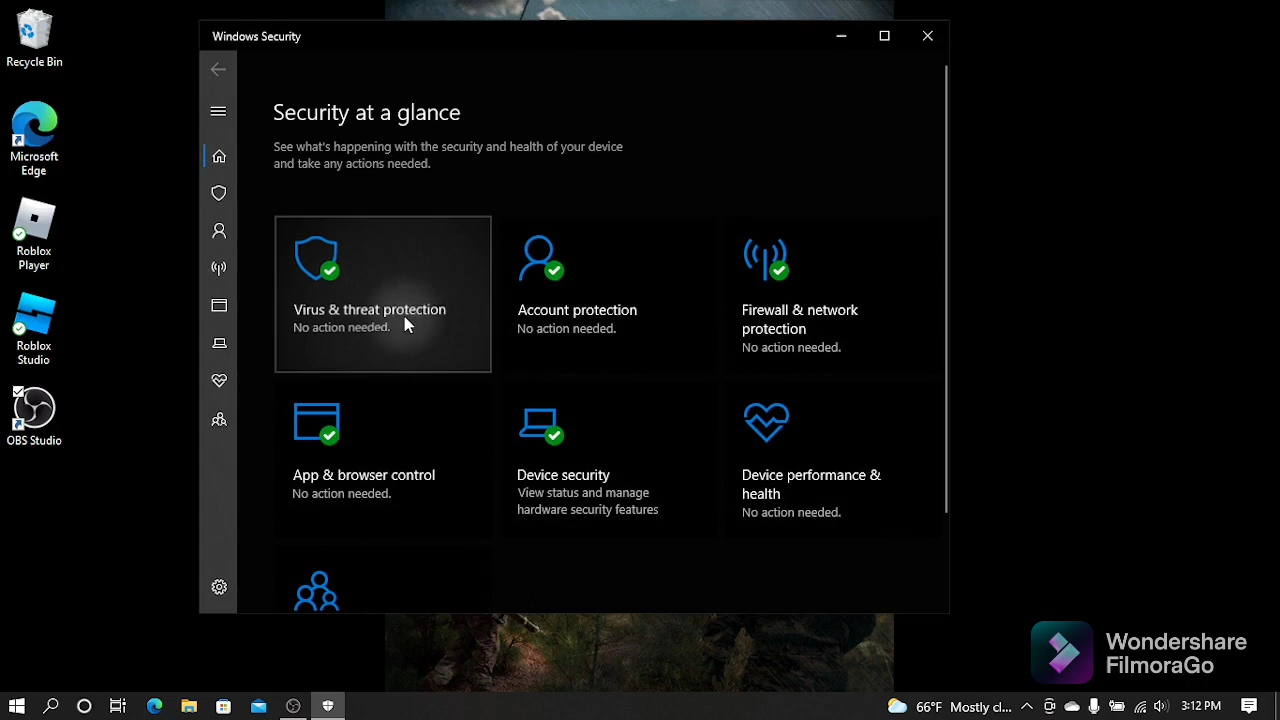 Recycle Bin
Microsoft
Edge
Roblox
Player
Roblox
Studio
OBS Studio
Windows Security
Security at a glance
See what's happening with the security and health of your device
and take any actions needed.
Virus & threat protection
No action needed.
Account protection
No action needed.
Firewall & network
protection
No action needed.
App & browser control
No action needed.
Device security
View status and manage
hardware security features
Device performance &
health
No action needed.
Wondershare
FilmoraGo
66°F Mostly cl...
3:12 PM